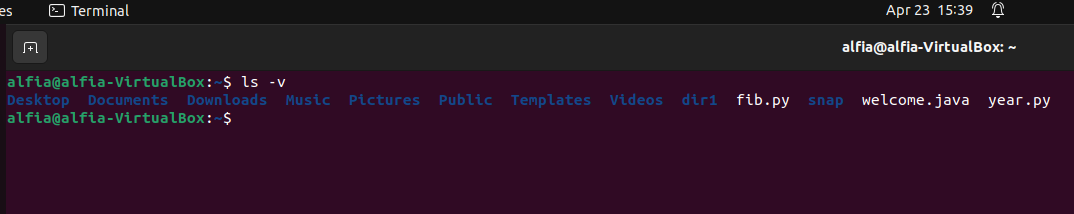 es Terminal Apr 23 15:39
alfia@alfia-VirtualBox: ~
alfia@alfia-VirtualBox:~$ ls -v
Desktop Documents Downloads Music Pictures Public Templates Videos dir1 fib.py snap welcome.java year.py
alfia@alfia-VirtualBox:~$